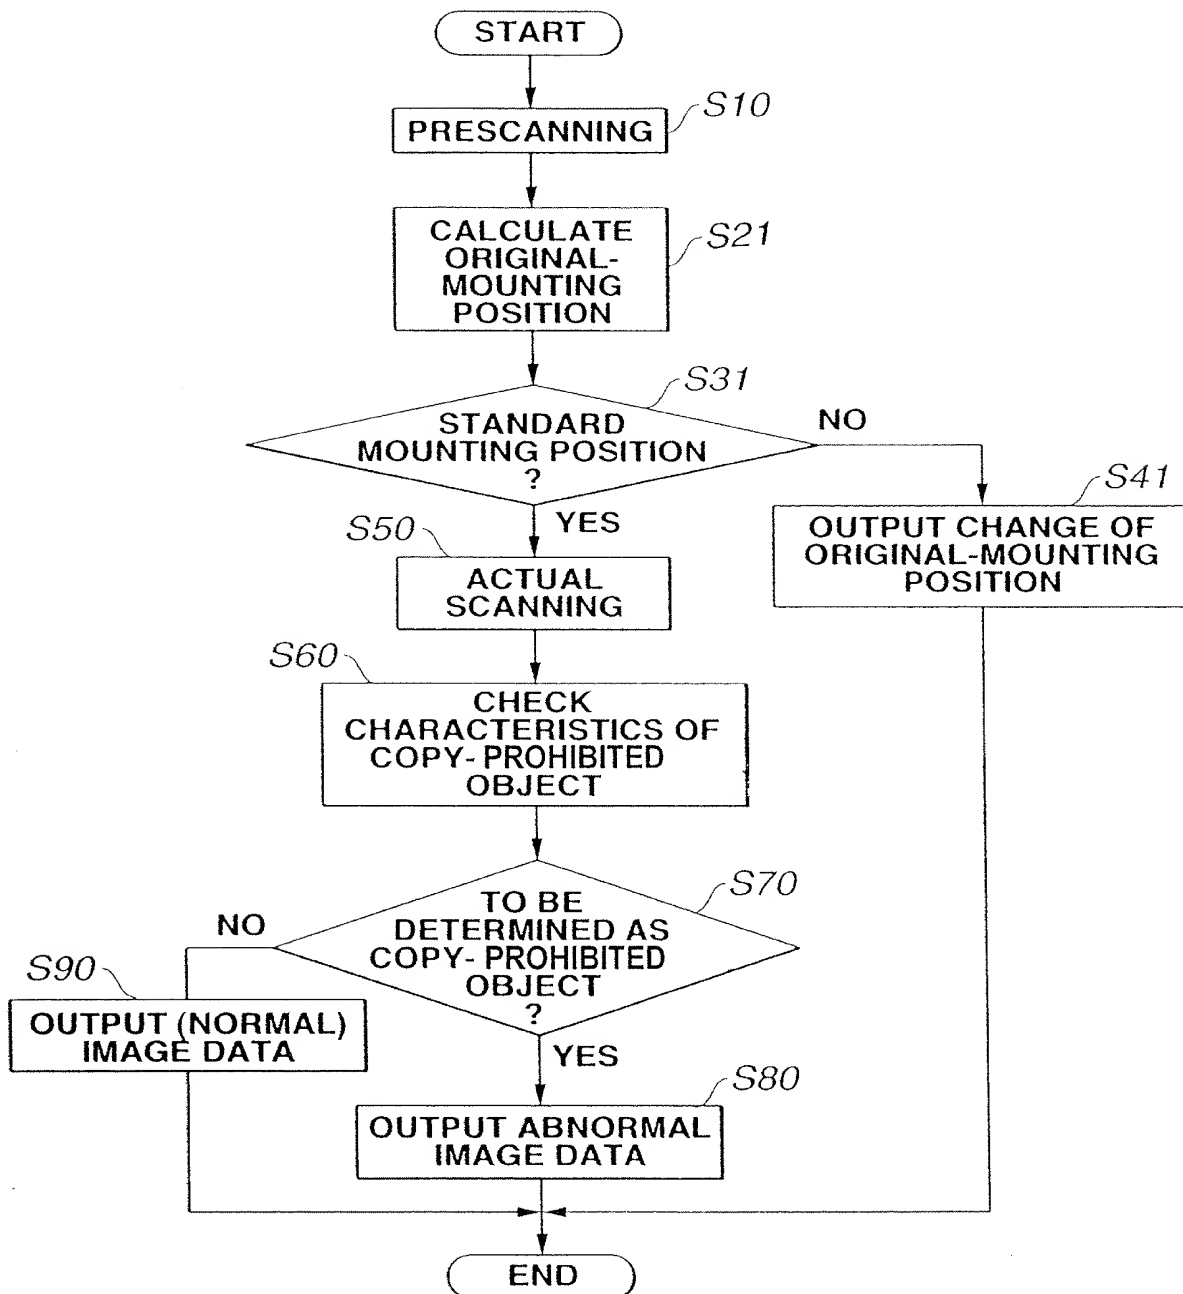 START
S10
PRESCANNING
S21
CALCULATE
ORIGINAL-
MOUNTING
POSITION
S31
STANDARD
MOUNTING POSITION
?
NO
YES
S41
OUTPUT CHANGE OF
ORIGINAL-MOUNTING
POSITION
S50
ACTUAL
SCANNING
S60
CHECK
CHARACTERISTICS OF
COPY- PROHIBITED
OBJECT
S70
TO BE
DETERMINED AS
COPY- PROHIBITED
OBJECT
?
NO
YES
S90
OUTPUT (NORMAL)
IMAGE DATA
S80
OUTPUT ABNORMAL
IMAGE DATA
END